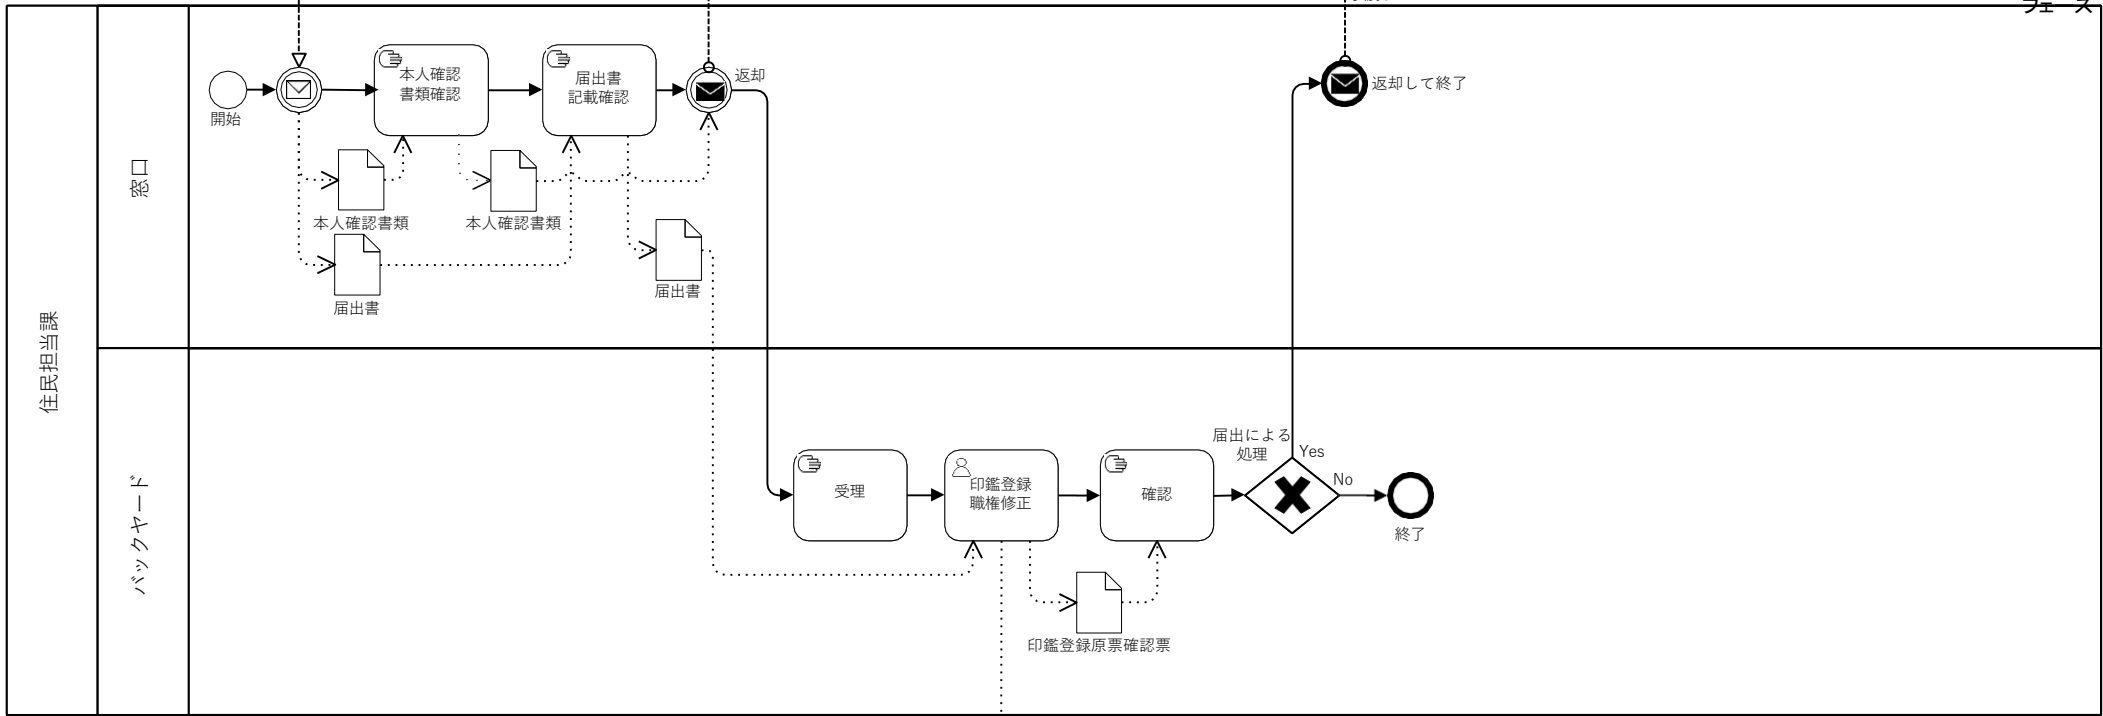 フェーズ
住民担当課
窓口
開始
本人確認
書類確認
届出書
記載確認
返却
返却して終了
本人確認書類
本人確認書類
届出書
届出書
バックヤード
受理
印鑑登録
職権修正
確認
届出による
処理
Yes
No
終了
印鑑登録原票確認票